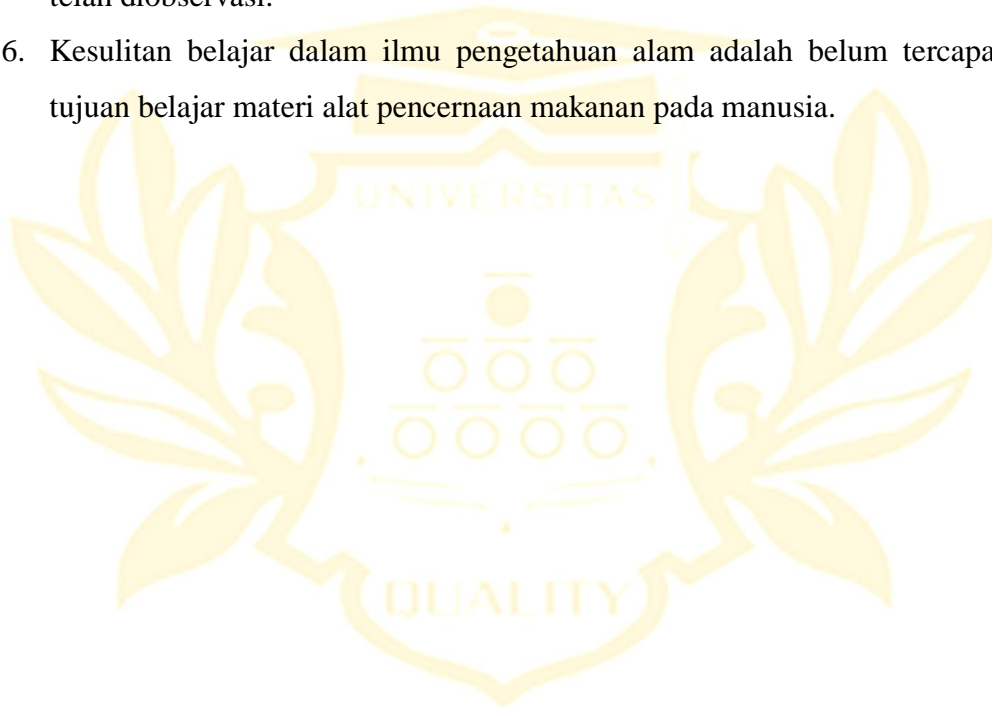 telah diobservasi.
6. Kesulitan belajar dalam ilmu pengetahuan alam adalah belum tercapa
tujuan belajar materi alat pencernaan makanan pada manusia.
UNIVERSITAS
QUALITY